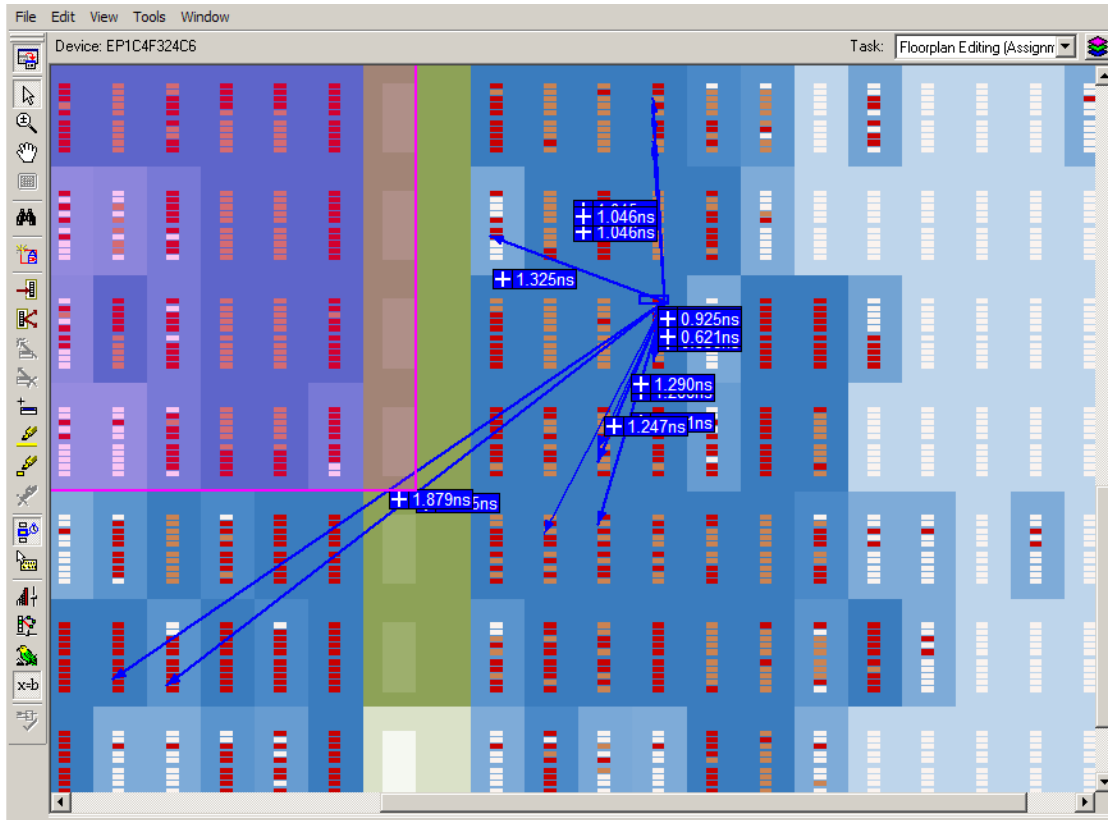 File Edit View Tools Window
Device: EP1C4F324C6
Task: Floorplan Editing (Assignm
1.046ns
1.046ns
1.325ns
0.925ns
0.621ns
1.290ns
1.247ns
1.879ns
x=b